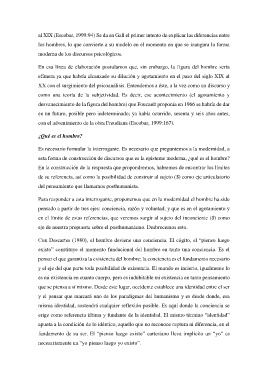 al XIX (Escobar, 1999:94) Se da en Gall el primer intento de explicar las diferencias entre
los hombres, lo que convierte a su modelo en el momento en que se inaugura la forma
moderna de los discursos psicológicos.
En esa línea de elaboración postulamos que, sin embargo, la figura del hombre sería
efímera ya que habría alcanzado su dilución y agotamiento en el paso del siglo XIX al
XX con el surgimiento del psicoanálisis. Entendemos a éste, a la vez como un discurso y
como una teoría de la subjetividad. Es decir, ese acontecimiento (el agotamiento y
desvanecimiento de la figura del hombre) que Foucault proponía en 1966 se habría de dar
en un futuro, posible pero indeterminado; ya había ocurrido, sesenta y seis años antes,
con el advenimiento de la obra Freudiana (Escobar, 1999:167).
¿Qué es el hombre?
Es necesario formular la interrogante. Es necesario que preguntemos a la modernidad, a
esta forma de construcción de discursos que es la episteme moderna, ¿qué es el hombre?
En la construcción de la respuesta que propondremos, habremos de encontrar los límites
de su referencia, así como la posibilidad de construir al sujeto ($) como eje articulatorio
del pensamiento que llamamos posthumanista.
Para responder a esta interrogante, proponemos que en la modernidad el hombre ha sido
pensado a partir de tres ejes: conciencia, razón y voluntad; y que es en el agotamiento y
en el límite de estas referencias, que veremos surgir al sujeto del inconsciente ($) como
eje de nuestra propuesta sobre el posthumanismo. Desbrocemos esto.
Con Descartes (1980), el hombre deviene una conciencia. El cógito, el "pienso luego
existo" constituye el momento fundacional del hombre en tanto una conciencia. Es el
pensar el que garantiza la existencia del hombre; la conciencia es el fundamento necesario
y el eje del que parte toda posibilidad de existencia. El mundo es incierto, igualmente lo
es mi existencia en cuanto cuerpo, pero es indubitable mi existencia en tanto pensamiento
que se piensa a sí mismo. Desde este lugar, occidente establece una identidad entre el ser
y el pensar que marcará uno de los paradigmas del humanismo y es desde donde, esa
misma identidad, sostendrá cualquier reflexión posible. Es aquí donde la conciencia se
erige como referencia última y fundante de la identidad. El mismo término "identidad"
apunta a la condición de lo idéntico, aquello que no reconoce ruptura ni diferencia, en el
fundamento de su ser. El "pienso luego existo" cartesiano lleva implícito un "yo" es
necesariamente un "yo pienso luego yo existo".